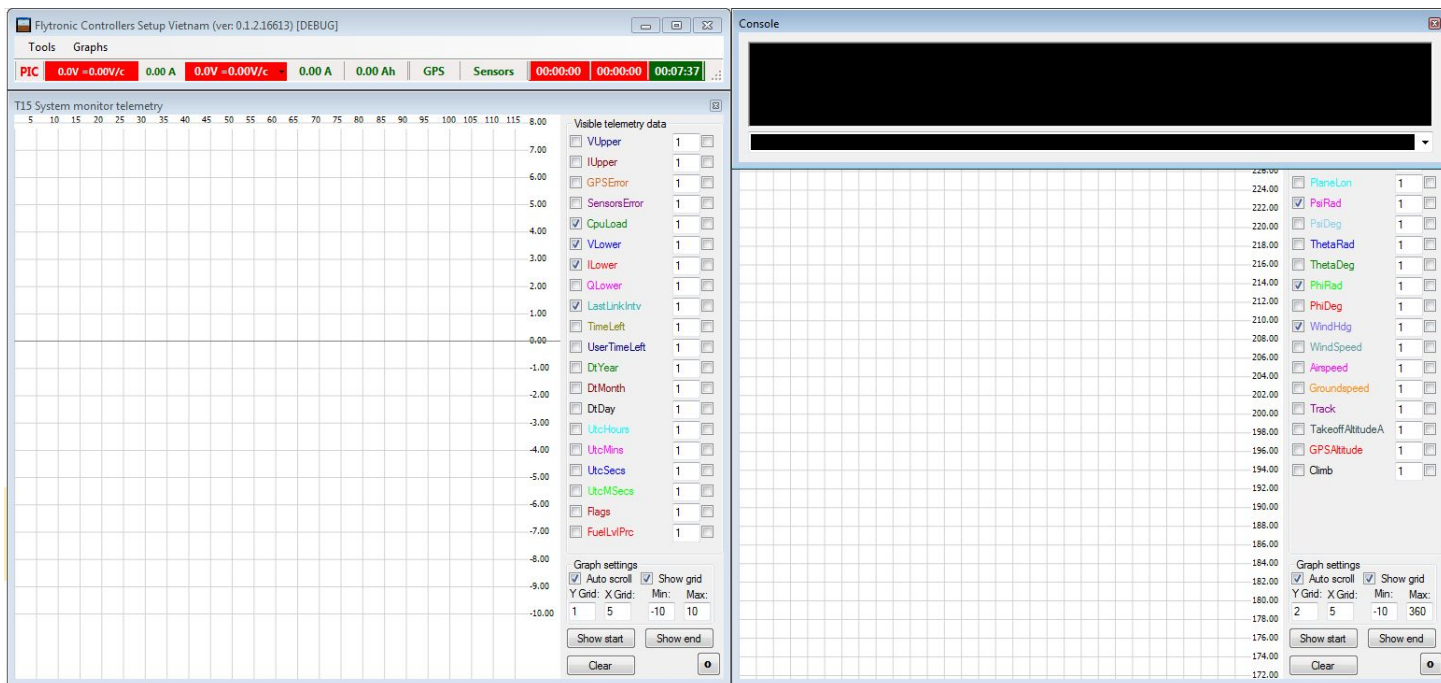 Flytronic Controllers Setup Vietnam (ver: 0.1.2.16613) [DEBUG]
Tools Graphs
PIC 0.0V =0.00V/c 0.00 A 0.0V =0.00V/c 0.00 A 0.00 Ah GPS Sensors 00:00:00 00:00:00 00:07:37
T15 System monitor telemetry
5 10 15 20 25 30 35 40 45 50 55 60 65 70 75 80 85 90 95 100 105 110 115
8.00
7.00
6.00
5.00
4.00
3.00
2.00
1.00
0.00
-1.00
-2.00
-3.00
-4.00
-5.00
-6.00
-7.00
-8.00
-9.00
-10.00
Visible telemetry data
VUpper 1
IUpper 1
GPSError 1
SensorsError 1
CpuLoad 1
VLower 1
ILower 1
QLower 1
LastLinkIntv 1
TimeLeft 1
UserTimeLeft 1
DtYear 1
DtMonth 1
DtDay 1
UtcHours 1
UtcMins 1
UtcSecs 1
UtcMSecs 1
Flags 1
FuelLvlPrc 1
Graph settings
Auto scroll Show grid
Y Grid: X Grid: Min: Max:
1 5 -10 10
Show start Show end
Clear o
Console
226.00
224.00
222.00
220.00
218.00
216.00
214.00
212.00
210.00
208.00
206.00
204.00
202.00
200.00
198.00
196.00
194.00
192.00
190.00
188.00
186.00
184.00
182.00
180.00
178.00
176.00
174.00
172.00
PlaneLon 1
PsiRad 1
PsiDeg 1
ThetaRad 1
ThetaDeg 1
PhiRad 1
PhiDeg 1
WindHdg 1
WindSpeed 1
Airspeed 1
Groundspeed 1
Track 1
TakeoffAltitudeA 1
GPSAltitude 1
Climb 1
Graph settings
Auto scroll Show grid
Y Grid: X Grid: Min: Max:
2 5 -10 360
Show start Show end
Clear o